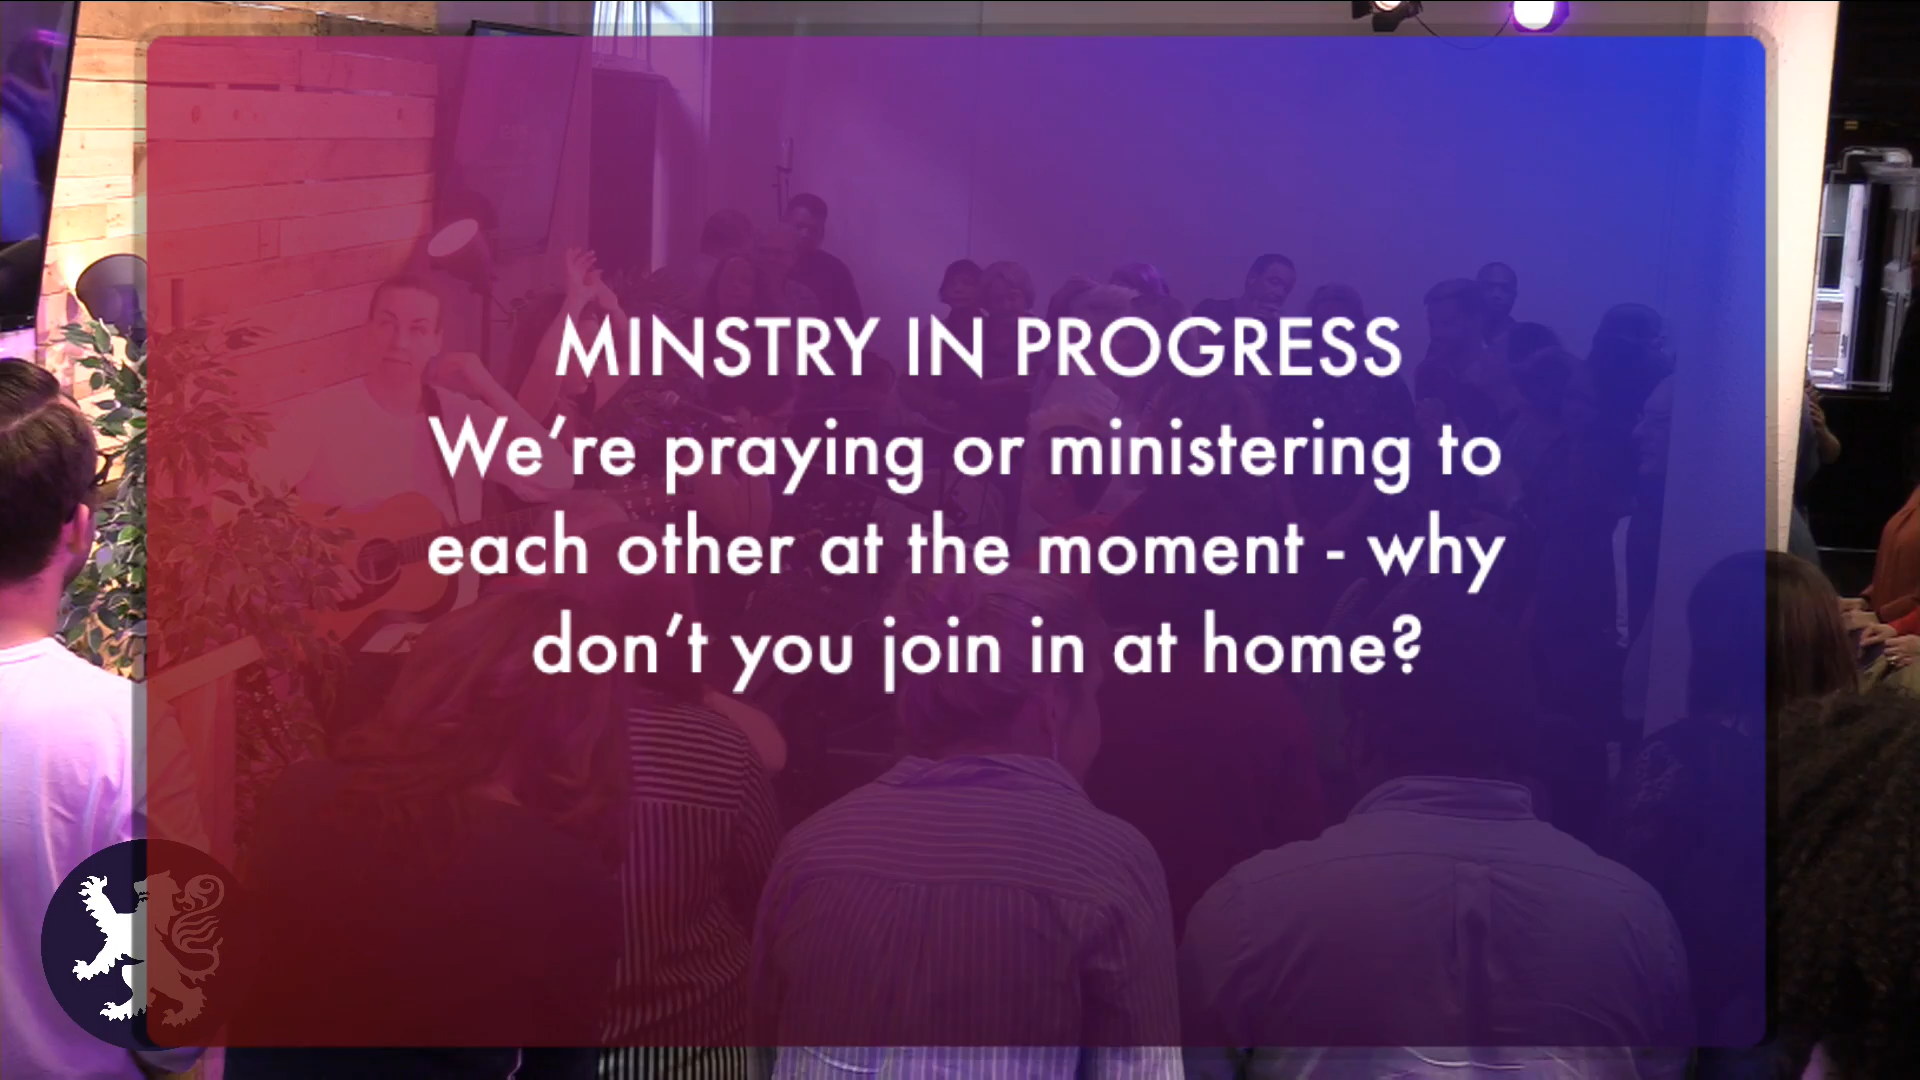 MINSTRY IN PROGRESS
We’re praying or ministering to
each other at the moment - why
don’t you join in at home?